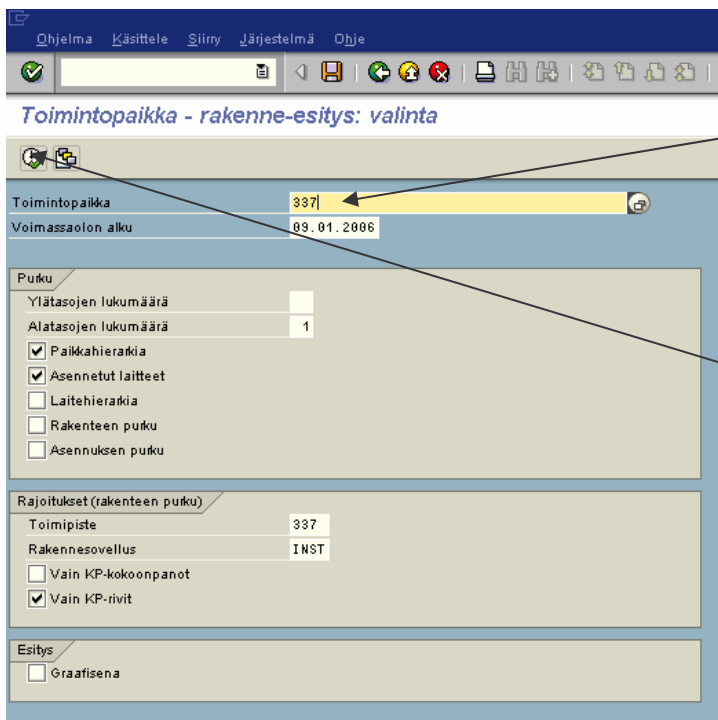 Ohjelma Käsittele Siirry Järjestelmä Ohje
Toimintopaikka - rakenne-esitys: valinta
Toimintopaikka 337
Voimassaolon alku 09.01.2006
Purku
Ylätasojen lukumäärä
Alatasojen lukumäärä 1
Paikkahierarkia
Asennetut laitteet
Laitehierarkia
Rakenteen purku
Asennuksen purku
Rajoitukset (rakenteen purku)
Toimipiste 337
Rakennesovellus INST
Vain KP-kokoonpanot
Vain KP-rivit
Esitys
Graafisena